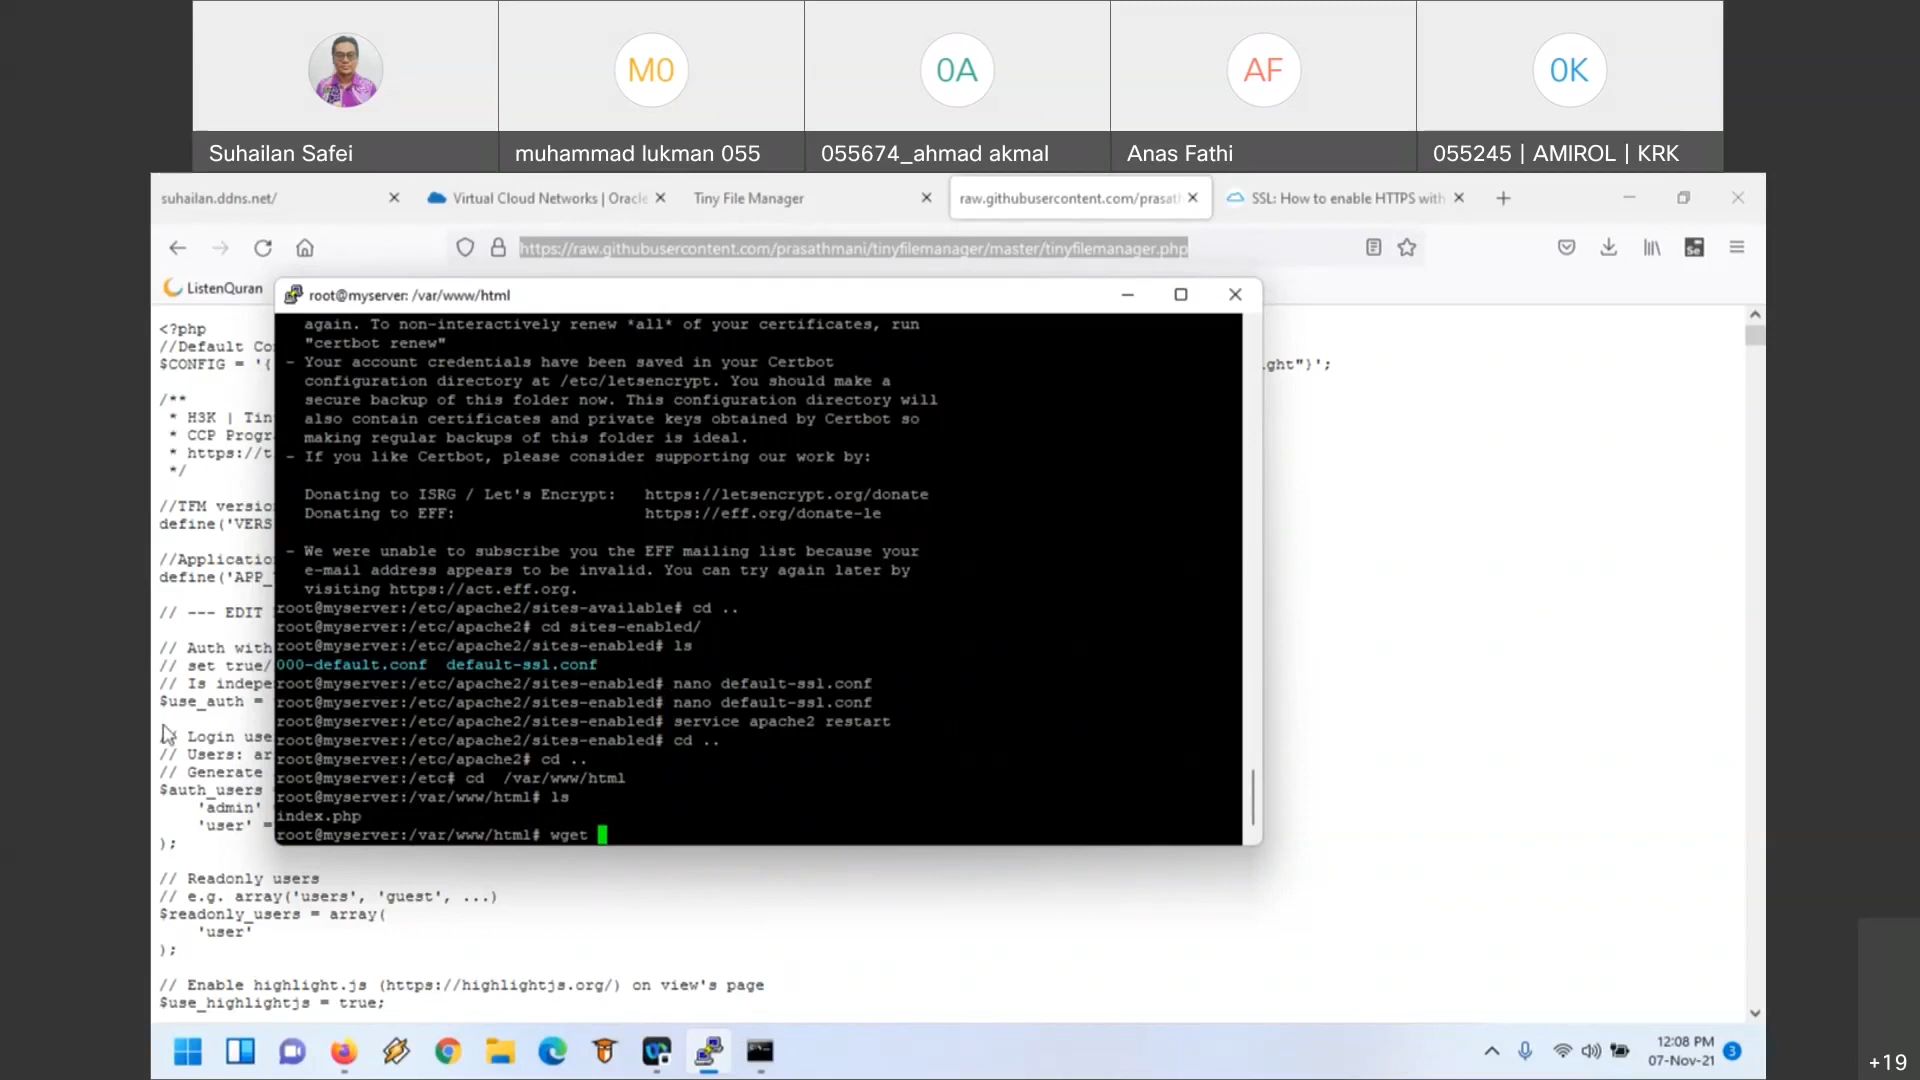 M0
0A
AF
0K
Suhailan Safei
muhammad lukman 055
055674_ahmad akmal
Anas Fathi
055245 | AMIROL | KRK
suhailan.ddns.net/
Virtual Cloud Networks | Oracle
Tiny File Manager
raw.githubusercontent.com/prasath
SSL: How to enable HTTPS with
https://raw.githubusercontent.com/prasathmani/tinyfilemanager/master/tinyfilemanager.php
ListenQuran
root@myserver: /var/www/html
<?php
//Default Co
$CONFIG = '{
ght"}';
/**
* H3K | Tin
* CCP Progr
* https://t
*/
//TFM versio
define('VERS
//Applicatio
define('APP_
// --- EDIT
// Auth with
// set true/
// Is indepe
$use_auth =
// Login use
// Users: ar
// Generate
$auth_users
'admin'
'user' =
);
// Readonly users
// e.g. array('users', 'guest', ...)
$readonly_users = array(
'user'
);
// Enable highlight.js (https://highlightjs.org/) on view's page
$use_highlightjs = true;
again. To non-interactively renew *all* of your certificates, run
"certbot renew"
- Your account credentials have been saved in your Certbot
configuration directory at /etc/letsencrypt. You should make a
secure backup of this folder now. This configuration directory will
also contain certificates and private keys obtained by Certbot so
making regular backups of this folder is ideal.
- If you like Certbot, please consider supporting our work by:
Donating to ISRG / Let's Encrypt: https://letsencrypt.org/donate
Donating to EFF: https://eff.org/donate-le
- We were unable to subscribe you the EFF mailing list because your
e-mail address appears to be invalid. You can try again later by
visiting https://act.eff.org.
root@myserver:/etc/apache2/sites-available# cd ..
root@myserver:/etc/apache2# cd sites-enabled/
root@myserver:/etc/apache2/sites-enabled# ls
000-default.conf default-ssl.conf
root@myserver:/etc/apache2/sites-enabled# nano default-ssl.conf
root@myserver:/etc/apache2/sites-enabled# nano default-ssl.conf
root@myserver:/etc/apache2/sites-enabled# service apache2 restart
root@myserver:/etc/apache2/sites-enabled# cd ..
root@myserver:/etc/apache2# cd ..
root@myserver:/etc# cd /var/www/html
root@myserver:/var/www/html# ls
index.php
root@myserver:/var/www/html# wget
12:08 PM
07-Nov-21
3
+19